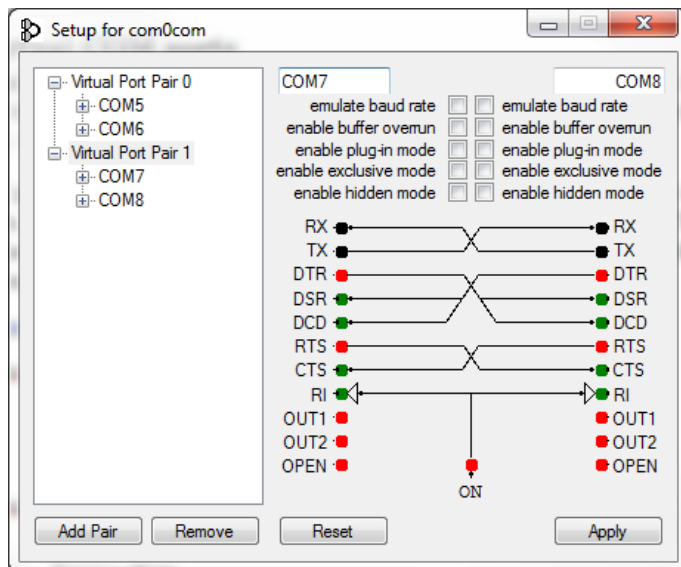 Setup for com0com
Virtual Port Pair 0
COM5
COM6
Virtual Port Pair 1
COM7
COM8
COM7 COM8
emulate baud rate emulate baud rate
enable buffer overrun enable buffer overrun
enable plug-in mode enable plug-in mode
enable exclusive mode enable exclusive mode
enable hidden mode enable hidden mode
RX RX
TX TX
DTR DTR
DSR DSR
DCD DCD
RTS RTS
CTS CTS
RI RI
OUT1 OUT1
OUT2 OUT2
OPEN OPEN
ON
Add Pair Remove Reset Apply